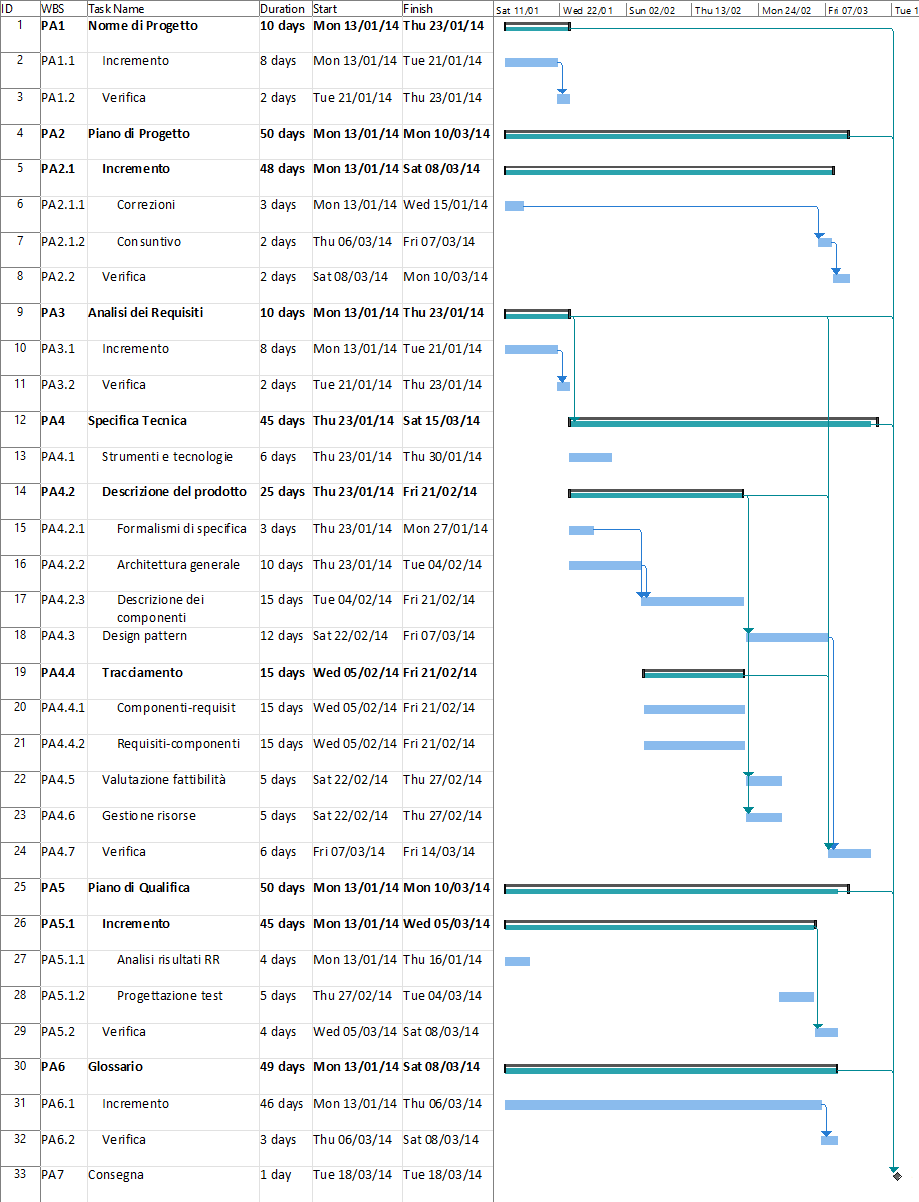 ID WBS Task Name Duration Start Finish Sat 11/01 Wed 22/01 Sun 02/02 Thu 13/02 Mon 24/02 Fri 07/03 Tue 1
1 PA1 Norme di Progetto 10 days Mon 13/01/14 Thu 23/01/14
2 PA1.1 Incremento 8 days Mon 13/01/14 Tue 21/01/14
3 PA1.2 Verifica 2 days Tue 21/01/14 Thu 23/01/14
4 PA2 Piano di Progetto 50 days Mon 13/01/14 Mon 10/03/14
5 PA2.1 Incremento 48 days Mon 13/01/14 Sat 08/03/14
6 PA2.1.1 Correzioni 3 days Mon 13/01/14 Wed 15/01/14
7 PA2.1.2 Consuntivo 2 days Thu 06/03/14 Fri 07/03/14
8 PA2.2 Verifica 2 days Sat 08/03/14 Mon 10/03/14
9 PA3 Analisi dei Requisiti 10 days Mon 13/01/14 Thu 23/01/14
10 PA3.1 Incremento 8 days Mon 13/01/14 Tue 21/01/14
11 PA3.2 Verifica 2 days Tue 21/01/14 Thu 23/01/14
12 PA4 Specifica Tecnica 45 days Thu 23/01/14 Sat 15/03/14
13 PA4.1 Strumenti e tecnologie 6 days Thu 23/01/14 Thu 30/01/14
14 PA4.2 Descrizione del prodotto 25 days Thu 23/01/14 Fri 21/02/14
15 PA4.2.1 Formalismi di specifica 3 days Thu 23/01/14 Mon 27/01/14
16 PA4.2.2 Architettura generale 10 days Thu 23/01/14 Tue 04/02/14
17 PA4.2.3 Descrizione dei 15 days Tue 04/02/14 Fri 21/02/14
componenti
18 PA4.3 Design pattern 12 days Sat 22/02/14 Fri 07/03/14
19 PA4.4 Tracciamento 15 days Wed 05/02/14 Fri 21/02/14
20 PA4.4.1 Componenti-requisit 15 days Wed 05/02/14 Fri 21/02/14
21 PA4.4.2 Requisiti-componenti 15 days Wed 05/02/14 Fri 21/02/14
22 PA4.5 Valutazione fattibilità 5 days Sat 22/02/14 Thu 27/02/14
23 PA4.6 Gestione risorse 5 days Sat 22/02/14 Thu 27/02/14
24 PA4.7 Verifica 6 days Fri 07/03/14 Fri 14/03/14
25 PA5 Piano di Qualifica 50 days Mon 13/01/14 Mon 10/03/14
26 PA5.1 Incremento 45 days Mon 13/01/14 Wed 05/03/14
27 PA5.1.1 Analisi risultati RR 4 days Mon 13/01/14 Thu 16/01/14
28 PA5.1.2 Progettazione test 5 days Thu 27/02/14 Tue 04/03/14
29 PA5.2 Verifica 4 days Wed 05/03/14 Sat 08/03/14
30 PA6 Glossario 49 days Mon 13/01/14 Sat 08/03/14
31 PA6.1 Incremento 46 days Mon 13/01/14 Thu 06/03/14
32 PA6.2 Verifica 3 days Thu 06/03/14 Sat 08/03/14
33 PA7 Consegna 1 day Tue 18/03/14 Tue 18/03/14